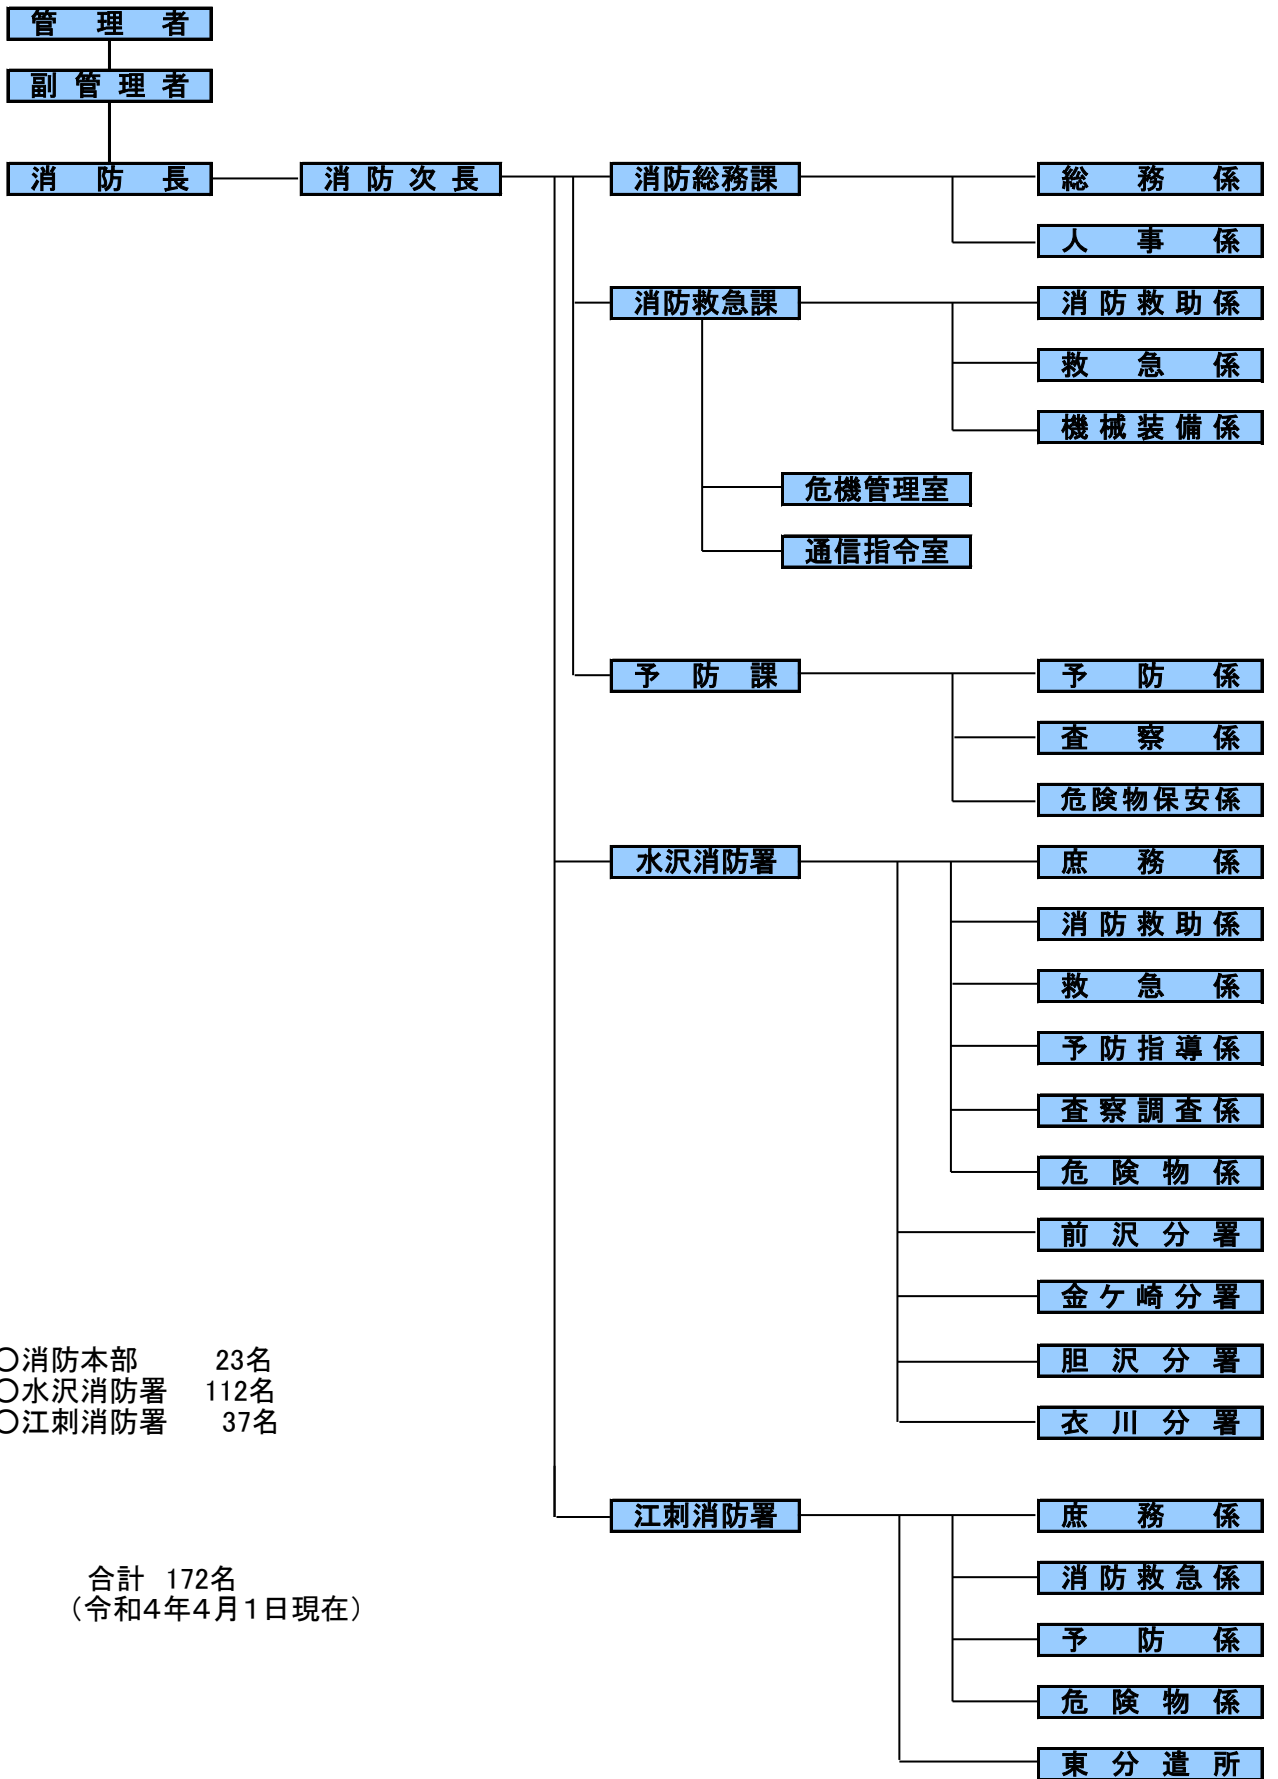 管理者
副管理者
消防長
消防次長
消防総務課
総務係
人事係
消防救急課
消防救助係
救急係
機械装備係
危機管理室
通信指令室
予防課
予防係
査察係
危険物保安係
水沢消防署
庶務係
消防救助係
救急係
予防指導係
査察調査係
危険物係
前沢分署
金ケ崎分署
胆沢分署
衣川分署
○消防本部 23名
○水沢消防署 112名
○江刺消防署 37名
江刺消防署
庶務係
消防救急係
予防係
危険物係
東分遣所
合計 172名
（令和4年4月1日現在）